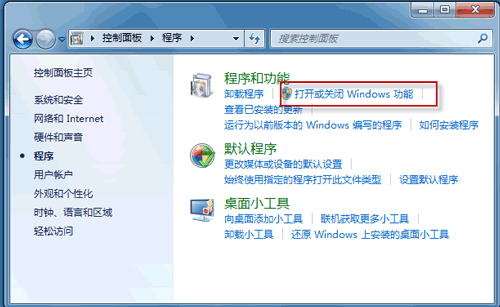 控制面板 程序 搜索控制面板
控制面板主页
系统和安全
网络和 Internet
硬件和声音
程序
用户帐户
外观和个性化
时钟、语言和区域
轻松访问
程序和功能
卸载程序 打开或关闭 Windows 功能
查看已安装的更新
运行为以前版本的 Windows 编写的程序 如何安装程序
默认程序
更改媒体或设备的默认设置
始终使用指定的程序打开此文件类型 设置默认程序
桌面小工具
向桌面添加小工具 联机获取更多小工具
卸载小工具 还原 Windows 上安装的桌面小工具